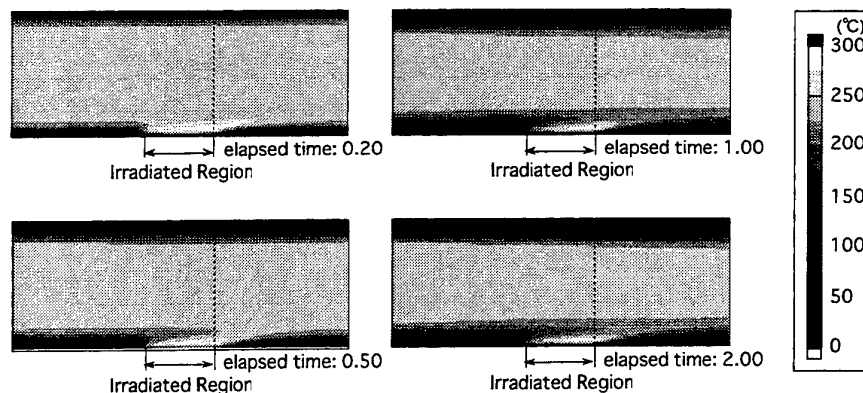 elapsed time: 0.20
Irradiated Region
elapsed time: 1.00
Irradiated Region
elapsed time: 0.50
Irradiated Region
elapsed time: 2.00
Irradiated Region
(℃)
300
250
200
150
100
50
0